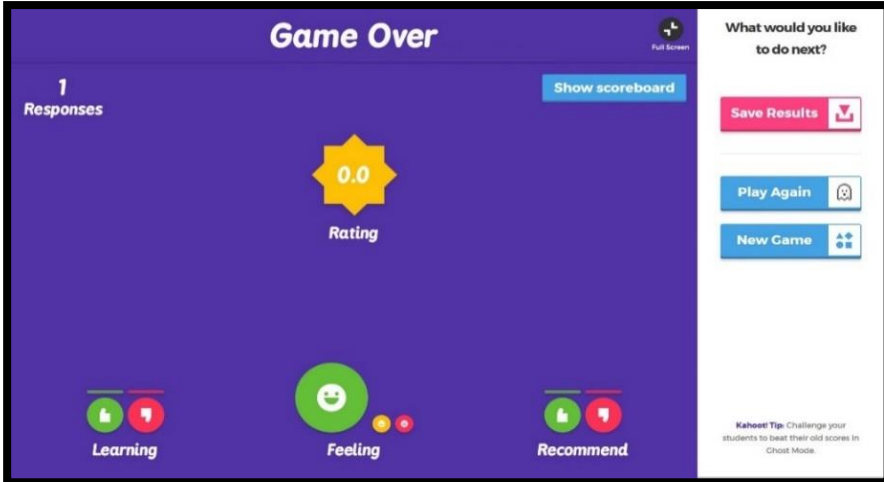 Game Over
Full Screen
1
Responses
Show scoreboard
0.0
Rating
Learning
Feeling
Recommend
What would you like
to do next?
Save Results
Play Again
New Game
Kahoot! Tip: Challenge your
students to beat their old scores in
Ghost Mode.